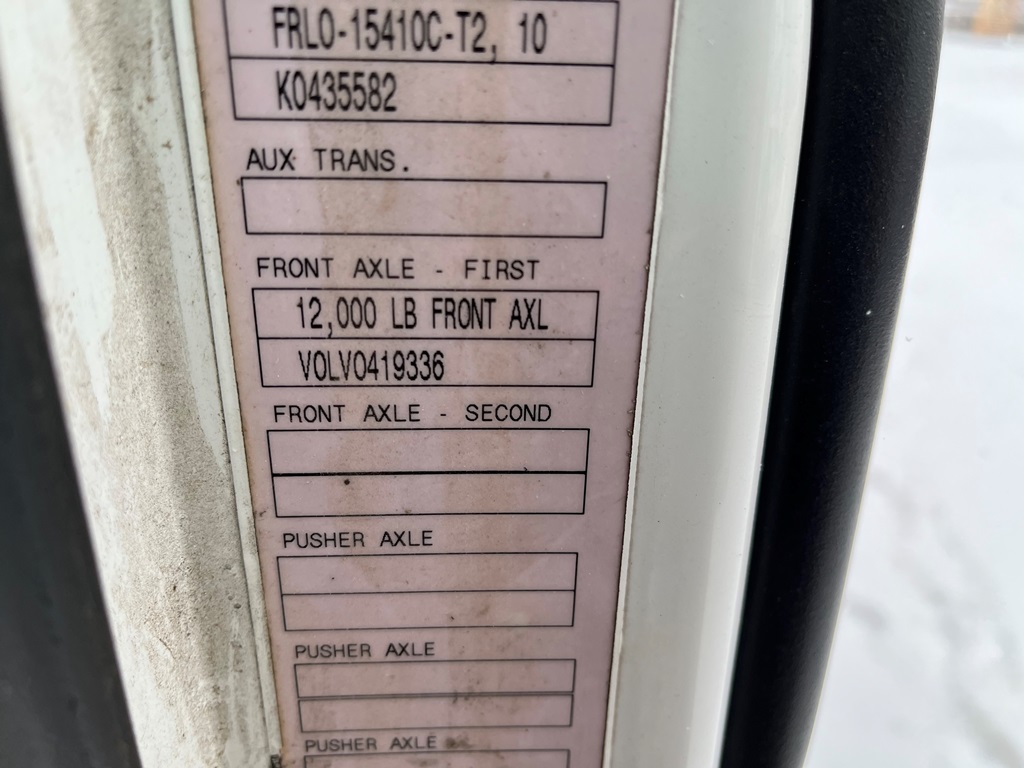 FRLO-15410C-T2, 10
K0435582
AUX TRANS.
FRONT AXLE - FIRST
12,000 LB FRONT AXL
VOLVO419336
FRONT AXLE - SECOND
PUSHER AXLE
PUSHER AXLE
PUSHER AXLE